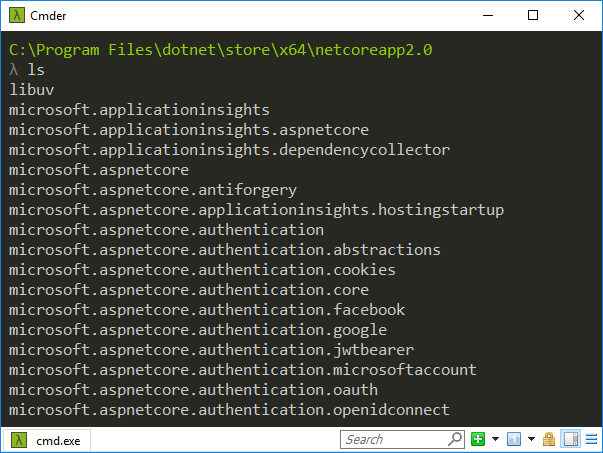 λ Cmder
C:\Program Files\dotnet\store\x64\netcoreapp2.0
λ ls
libuv
microsoft.applicationinsights
microsoft.applicationinsights.aspnetcore
microsoft.applicationinsights.dependencycollector
microsoft.aspnetcore
microsoft.aspnetcore.antiforgery
microsoft.aspnetcore.applicationinsights.hostingstartup
microsoft.aspnetcore.authentication
microsoft.aspnetcore.authentication.abstractions
microsoft.aspnetcore.authentication.cookies
microsoft.aspnetcore.authentication.core
microsoft.aspnetcore.authentication.facebook
microsoft.aspnetcore.authentication.google
microsoft.aspnetcore.authentication.jwtbearer
microsoft.aspnetcore.authentication.microsoftaccount
microsoft.aspnetcore.authentication.oauth
microsoft.aspnetcore.authentication.openidconnect
λ cmd.exe Search 1